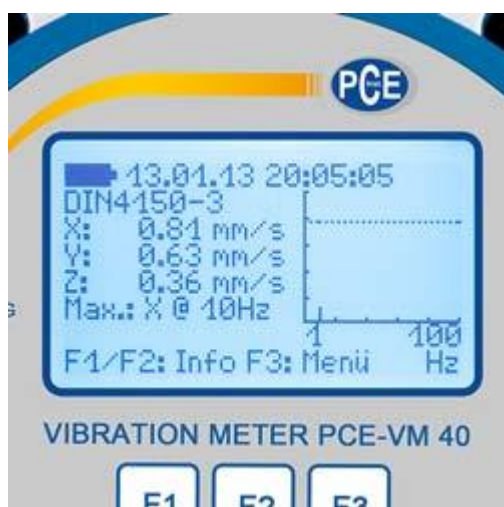 PCE
13.01.13 20:05:05
DIN4150-3
X: 0.81 mm/s
Y: 0.63 mm/s
Z: 0.36 mm/s
Max.: X @ 10Hz
1 100
F1/F2: Info F3: Menü Hz
VIBRATION METER PCE-VM 40
F1 F2 F3